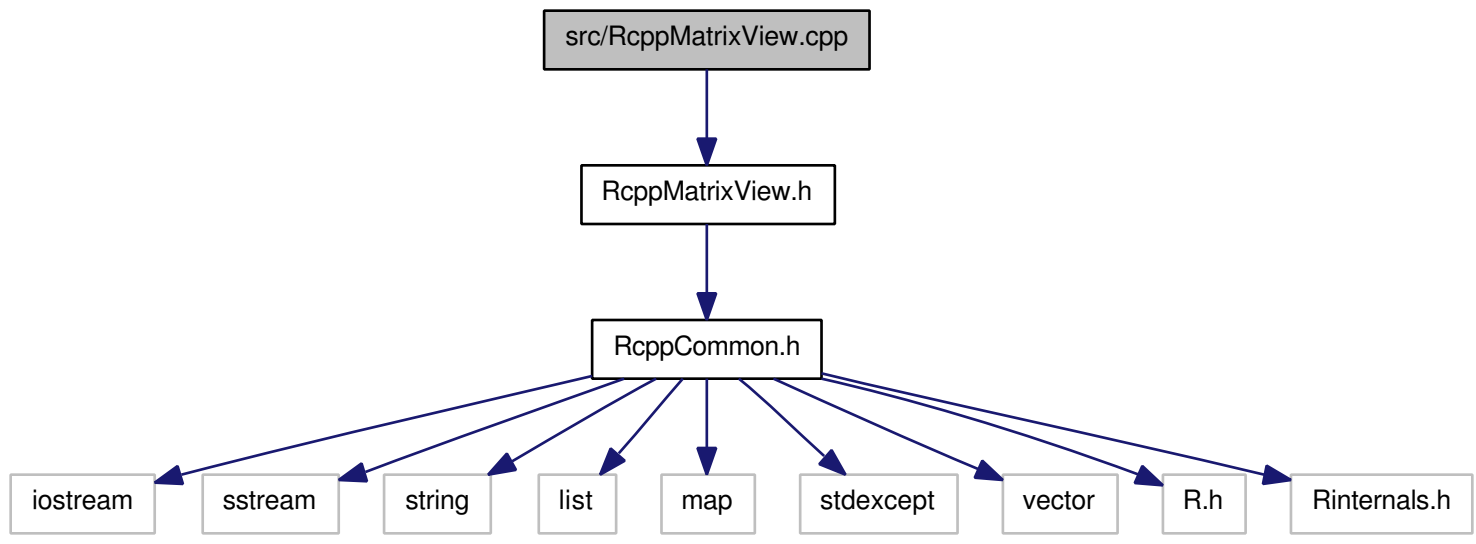 src/RcppMatrixView.cpp
RcppMatrixView.h
RcppCommon.h
iostream
sstream
string
list
map
stdexcept
vector
R.h
Rinternals.h